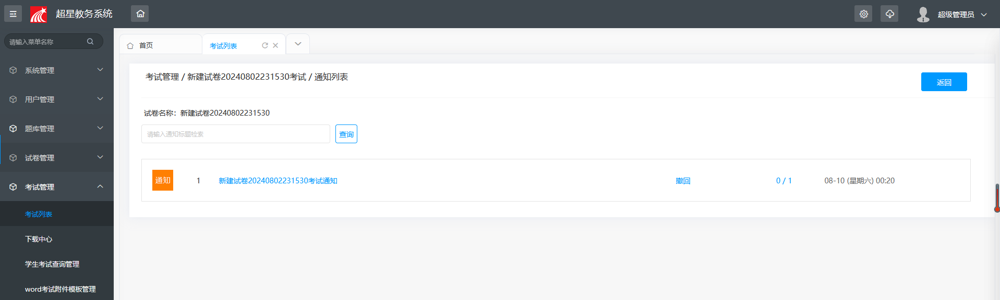 超星教务系统
超级管理员
请输入菜单名称
系统管理
用户管理
题库管理
试卷管理
考试管理
考试列表
下载中心
学生考试查询管理
word考试附件模板管理
首页
考试列表
考试管理 / 新建试卷20240802231530考试 / 通知列表
返回
试卷名称：新建试卷20240802231530
请输入通知标题检索
查询
通知 1 新建试卷20240802231530考试通知 撤回 0 / 1 08-10 (星期六) 00:20